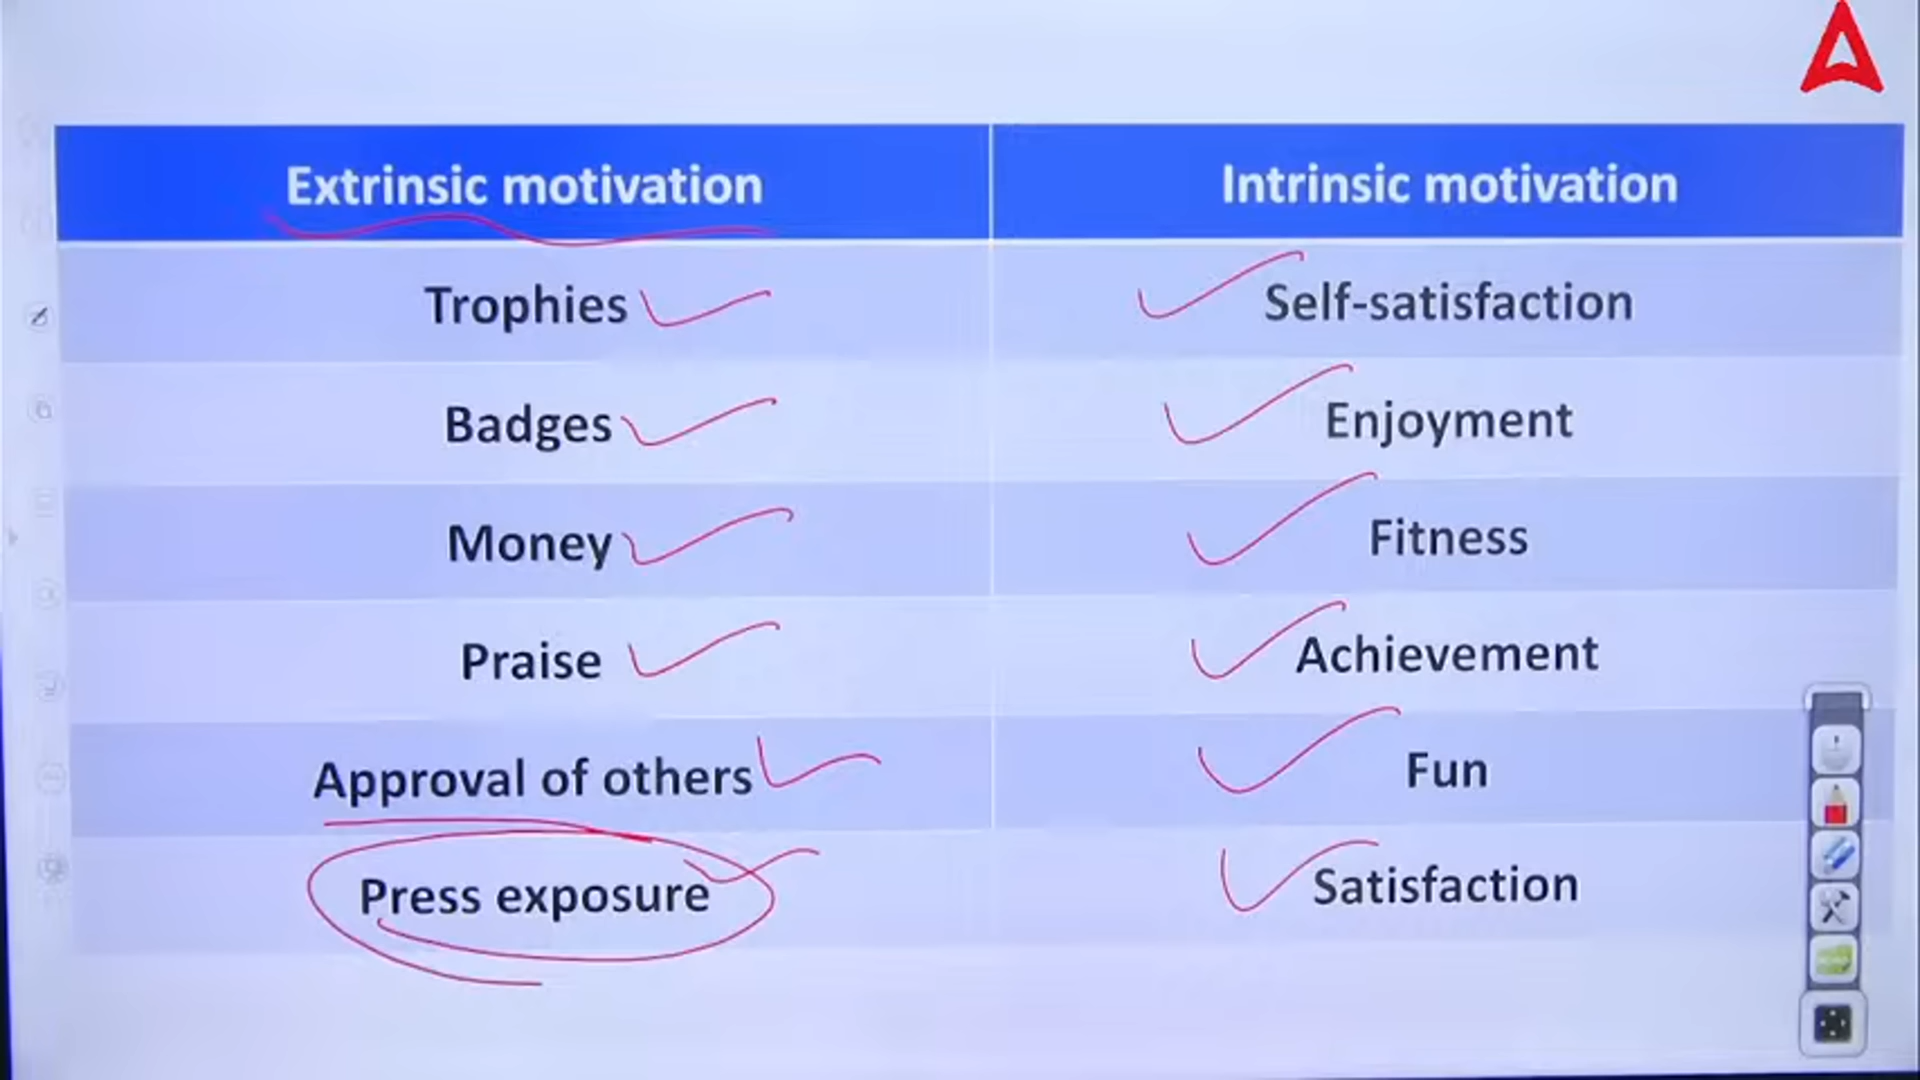 Extrinsic motivation Intrinsic motivation
Trophies Self-satisfaction
Badges Enjoyment
Money Fitness
Praise Achievement
Approval of others Fun
Press exposure Satisfaction